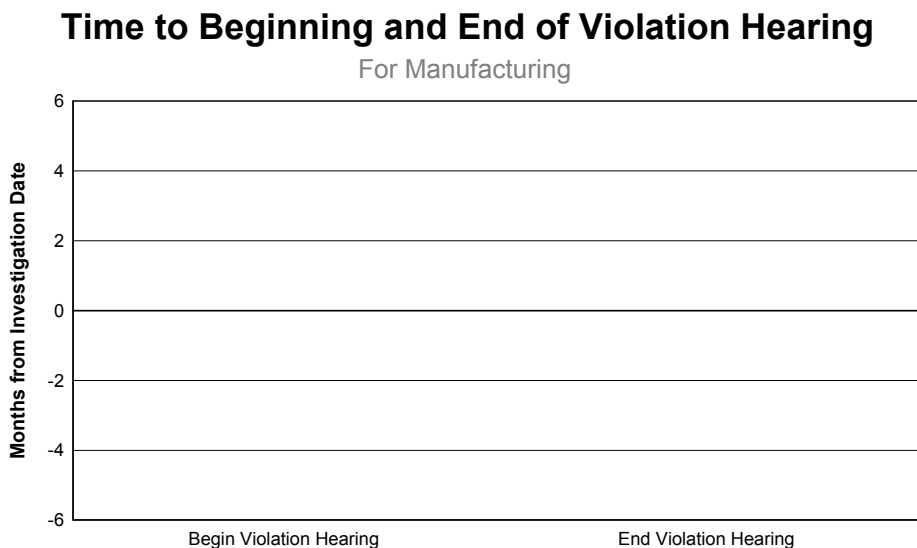 Time to Beginning and End of Violation Hearing
For Manufacturing
Months from Investigation Date
6
4
2
0
-2
-4
-6
Begin Violation Hearing
End Violation Hearing